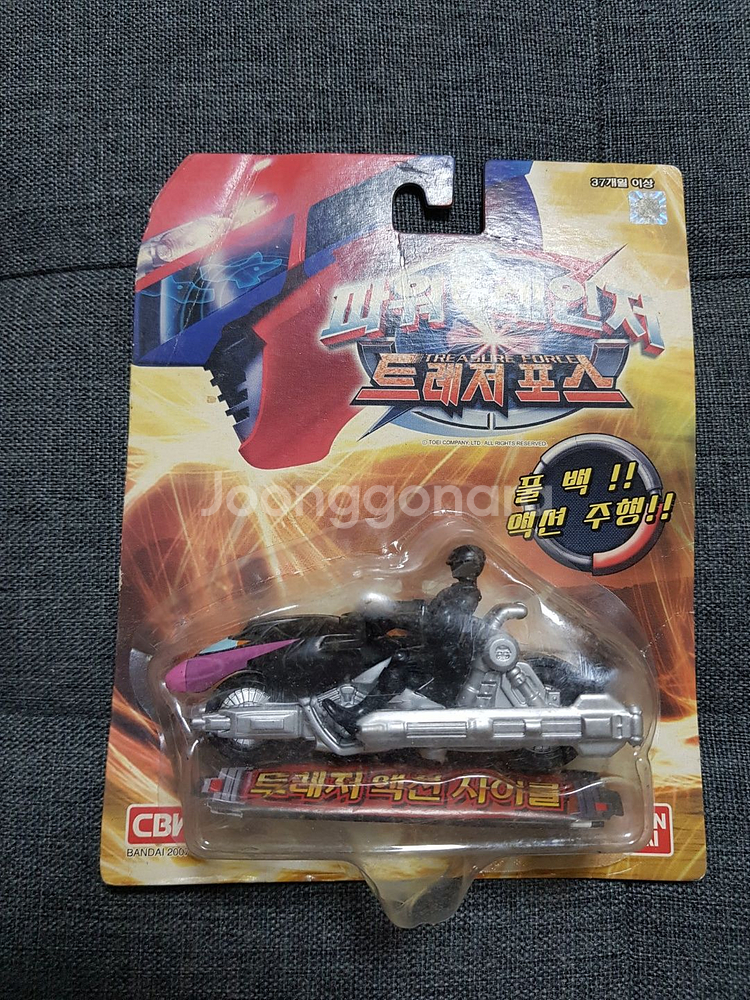 37개월 이상
파워레인저
TREASURE FORCE
트레저 포스
© TOEI COMPANY, LTD. ALL RIGHTS RESERVED.
풀 백 !!
액션 주행!!
Joonggonara
트레저 액션 사이클
BANDAI